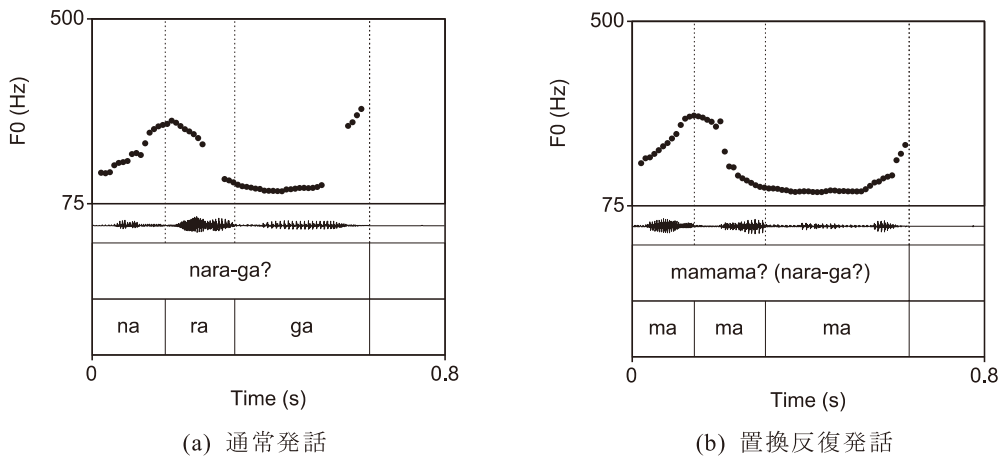 500
F0 (Hz)
75
nara-ga?
na ra ga
0 0.8
Time (s)
(a) 通常発話
500
F0 (Hz)
75
mamama? (nara-ga?)
ma ma ma
0 0.8
Time (s)
(b) 置換反復発話